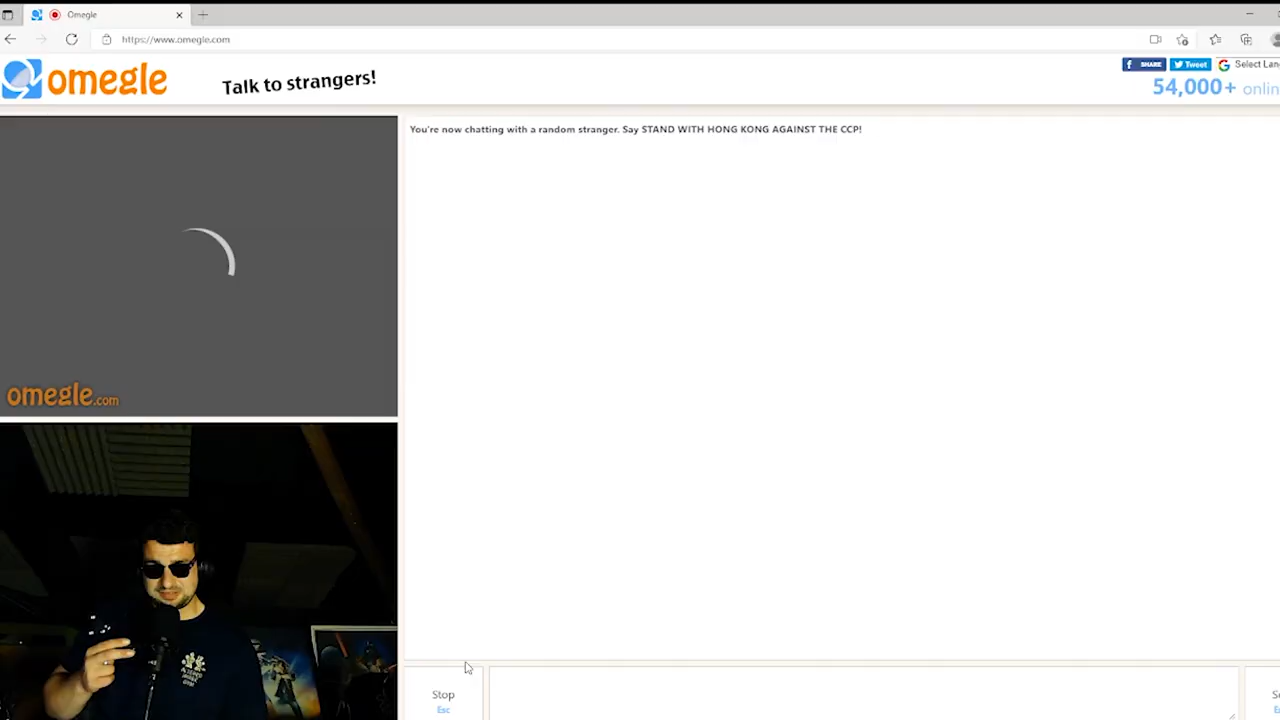 Omegle
https://www.omegle.com
omegle
Talk to strangers!
SHARE
Tweet
Select Lan
54,000+ onlin
You're now chatting with a random stranger. Say STAND WITH HONG KONG AGAINST THE CCP!
omegle.com
Stop
Esc